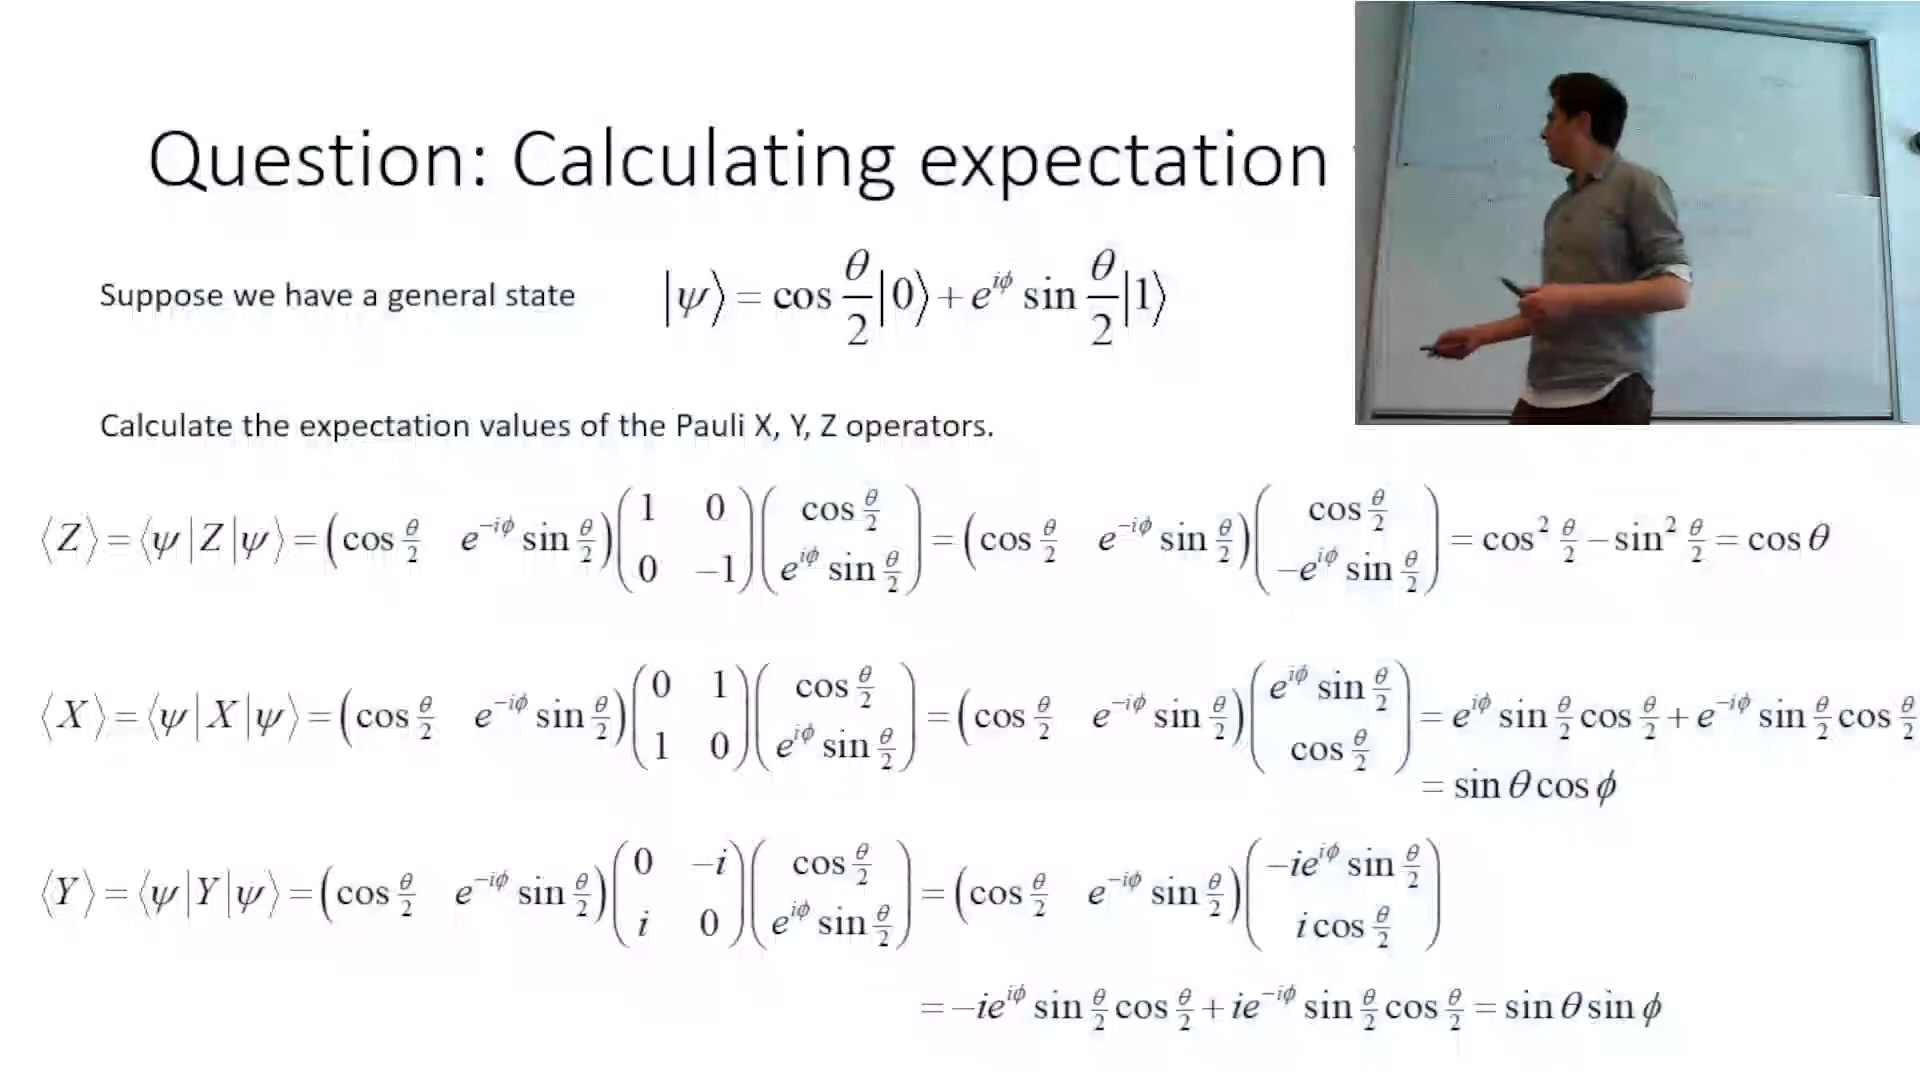 Question: Calculating expectation
Suppose we have a general state |ψ⟩ = cos θ/2 |0⟩ + e^{iϕ} sin θ/2 |1⟩
Calculate the expectation values of the Pauli X, Y, Z operators.
⟨Z⟩ = ⟨ψ|Z|ψ⟩ = (cos θ/2 e^{-iϕ} sin θ/2) (1 0; 0 -1) (cos θ/2; e^{iϕ} sin θ/2) = (cos θ/2 e^{-iϕ} sin θ/2) (cos θ/2; -e^{iϕ} sin θ/2) = cos² θ/2 - sin² θ/2 = cos θ
⟨X⟩ = ⟨ψ|X|ψ⟩ = (cos θ/2 e^{-iϕ} sin θ/2) (0 1; 1 0) (cos θ/2; e^{iϕ} sin θ/2) = (cos θ/2 e^{-iϕ} sin θ/2) (e^{iϕ} sin θ/2; cos θ/2) = e^{iϕ} sin θ/2 cos θ/2 + e^{-iϕ} sin θ/2 cos θ/2
= sin θ cos ϕ
⟨Y⟩ = ⟨ψ|Y|ψ⟩ = (cos θ/2 e^{-iϕ} sin θ/2) (0 -i; i 0) (cos θ/2; e^{iϕ} sin θ/2) = (cos θ/2 e^{-iϕ} sin θ/2) (-ie^{iϕ} sin θ/2; i cos θ/2)
= -ie^{iϕ} sin θ/2 cos θ/2 + ie^{-iϕ} sin θ/2 cos θ/2 = sin θ sin ϕ